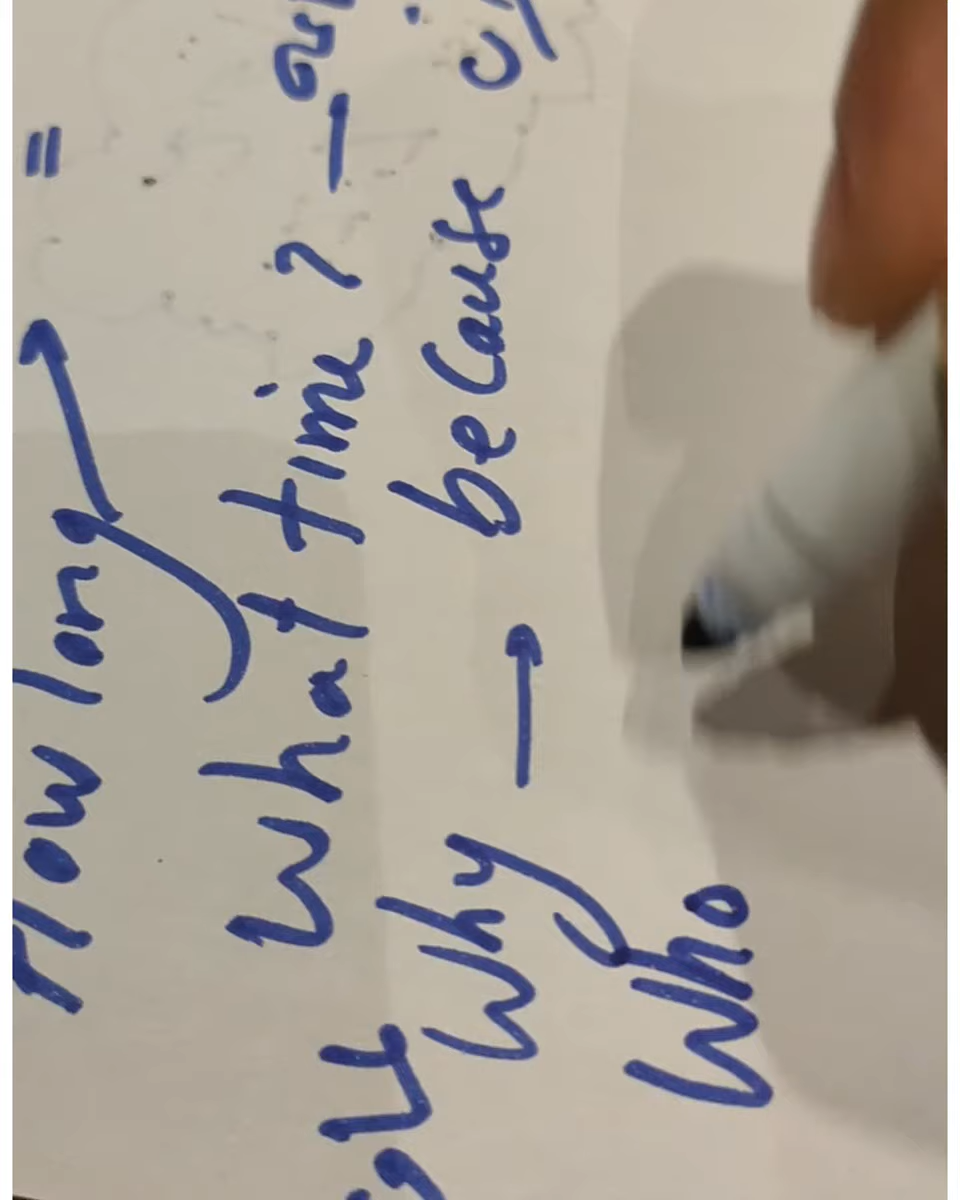 How long → =
What time? —
Why → because
Who